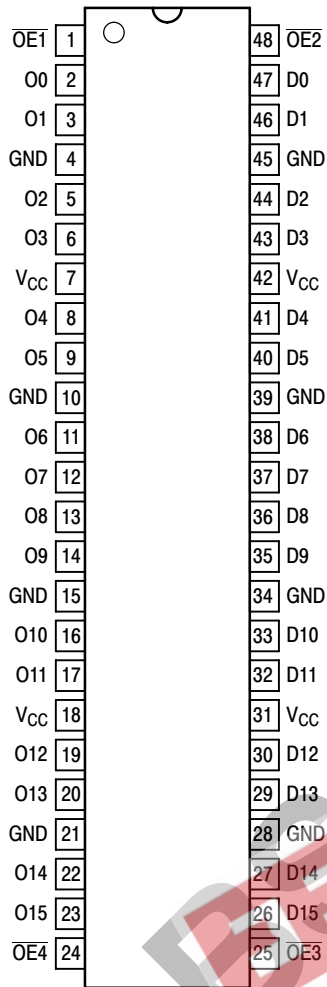 OE1 1 48 OE2
O0 2 47 D0
O1 3 46 D1
GND 4 45 GND
O2 5 44 D2
O3 6 43 D3
VCC 7 42 VCC
O4 8 41 D4
O5 9 40 D5
GND 10 39 GND
O6 11 38 D6
O7 12 37 D7
O8 13 36 D8
O9 14 35 D9
GND 15 34 GND
O10 16 33 D10
O11 17 32 D11
VCC 18 31 VCC
O12 19 30 D12
O13 20 29 D13
GND 21 28 GND
O14 22 27 D14
O15 23 26 D15
OE4 24 25 OE3